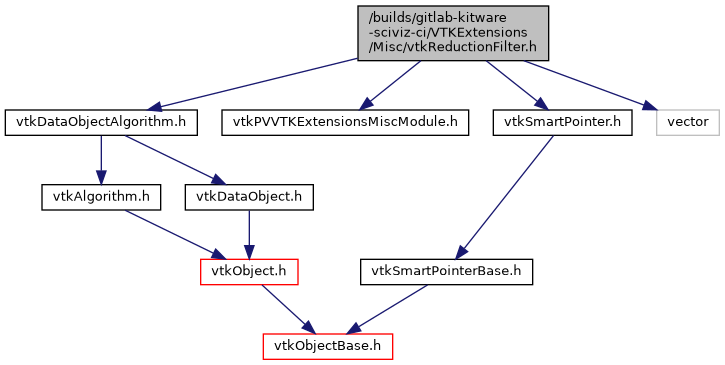 /builds/gitlab-kitware
-sciviz-ci/VTKExtensions
/Misc/vtkReductionFilter.h
vtkDataObjectAlgorithm.h
vtkPVVTKExtensionsMiscModule.h
vtkSmartPointer.h
vector
vtkAlgorithm.h
vtkDataObject.h
vtkObject.h
vtkSmartPointerBase.h
vtkObjectBase.h